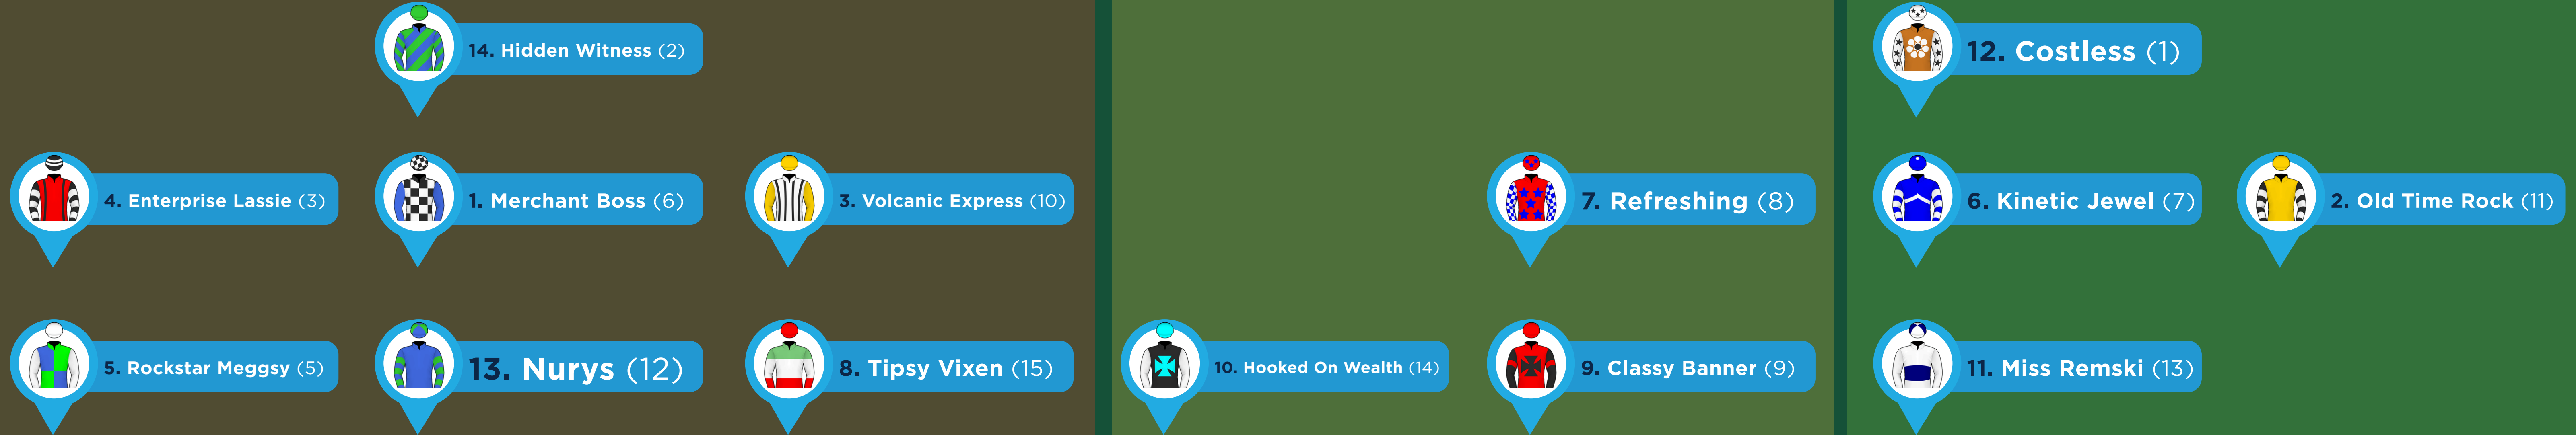 14. Hidden Witness (2)
12. Costless (1)
4. Enterprise Lassie (3)
1. Merchant Boss (6)
3. Volcanic Express (10)
7. Refreshing (8)
6. Kinetic Jewel (7)
2. Old Time Rock (11)
5. Rockstar Meggsy (5)
13. Nurys (12)
8. Tipsy Vixen (15)
10. Hooked On Wealth (14)
9. Classy Banner (9)
11. Miss Remski (13)